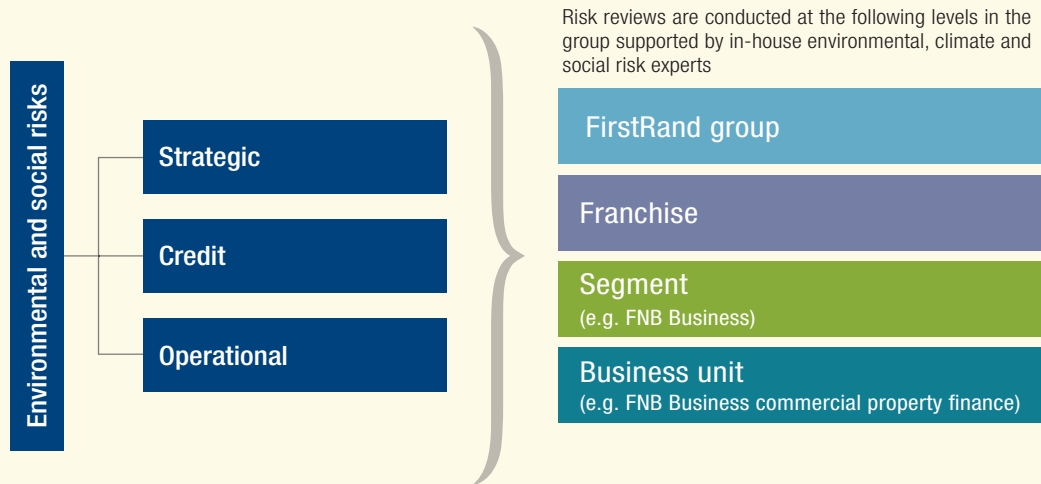 Environmental and social risks
Strategic
Credit
Operational
Risk reviews are conducted at the following levels in the
group supported by in-house environmental, climate and
social risk experts
FirstRand group
Franchise
Segment
(e.g. FNB Business)
Business unit
(e.g. FNB Business commercial property finance)